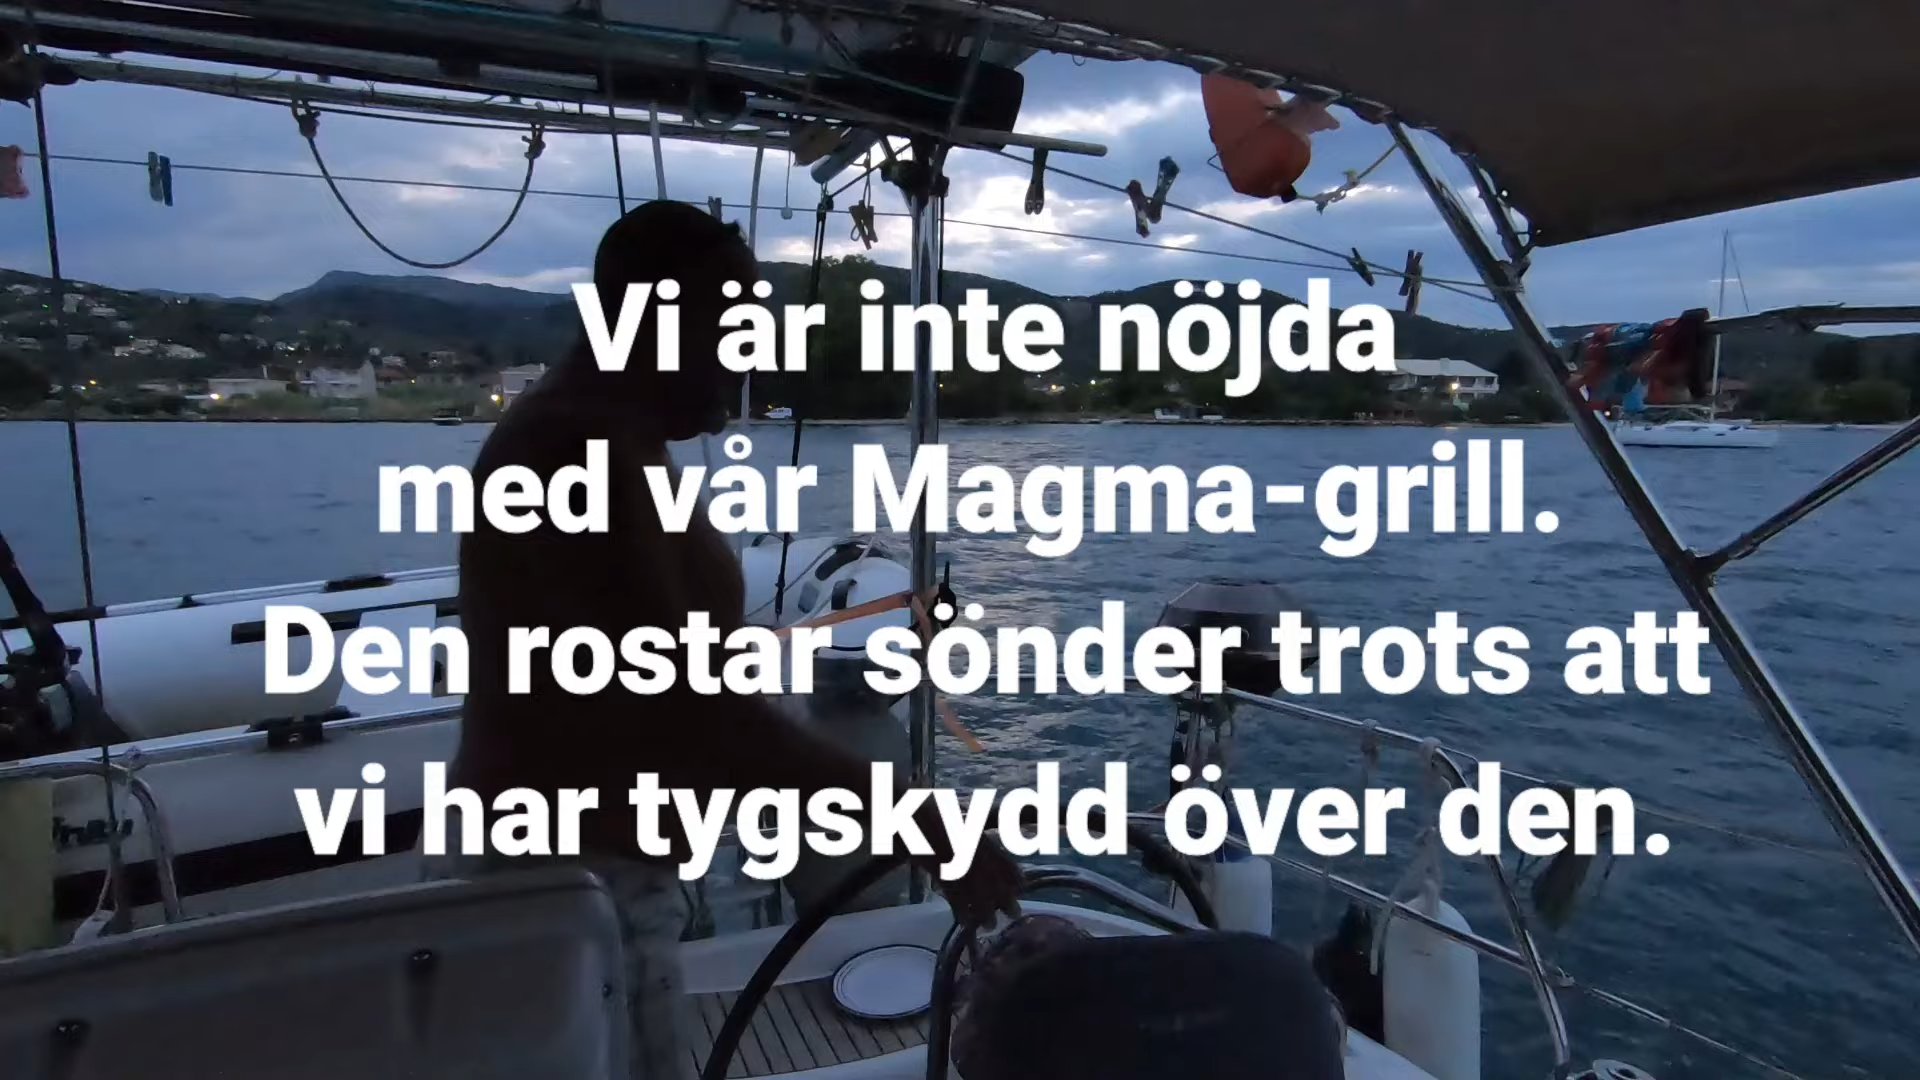 Vi är inte nöjda
med vår Magma-grill.
Den rostar sönder trots att
vi har tygskydd över den.